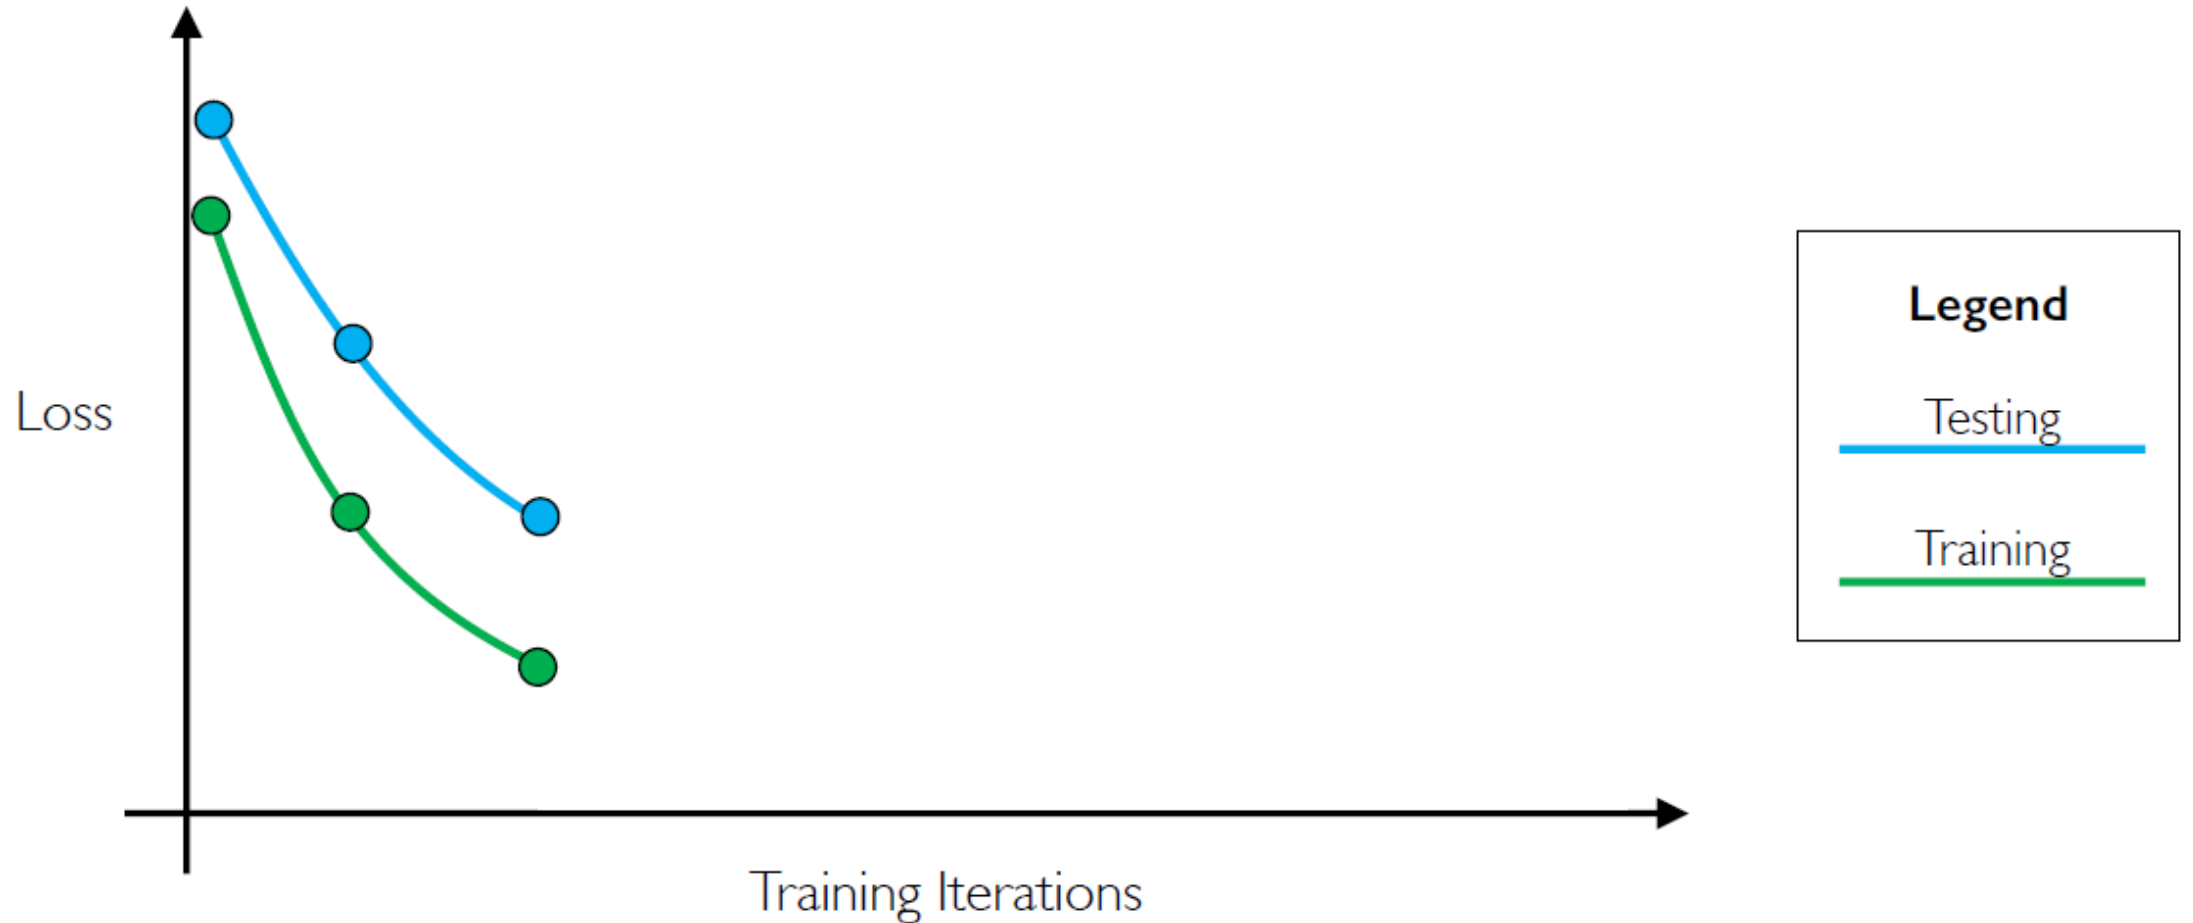 Loss
Training Iterations
Legend
Testing
Training